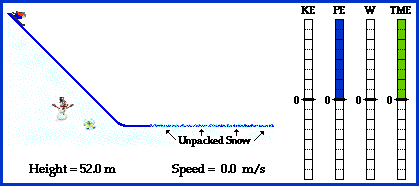 KE PE W TME
0 0 0 0
Unpacked Snow
Height = 52.0 m Speed = 0.0 m/s